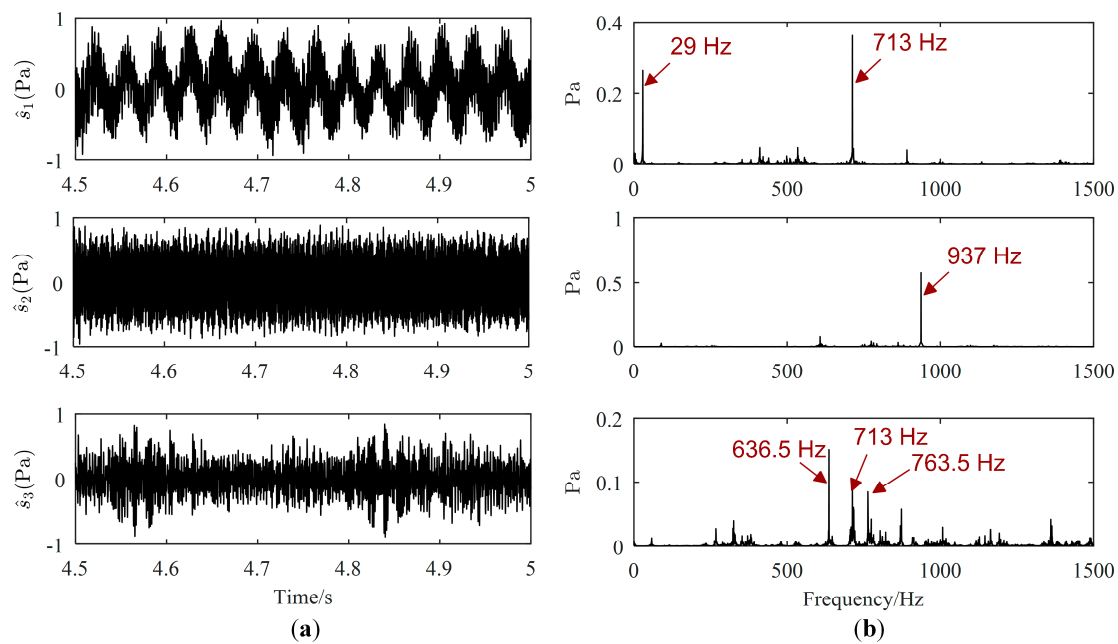 1
0
-1
ŝ1(Pa)
4.5 4.6 4.7 4.8 4.9 5
0.4
0.2
0
Pa
29 Hz
713 Hz
0 500 1000 1500
1
0
-1
ŝ2(Pa)
4.5 4.6 4.7 4.8 4.9 5
1
0.5
0
Pa
937 Hz
0 500 1000 1500
1
0
-1
ŝ3(Pa)
4.5 4.6 4.7 4.8 4.9 5
Time/s
(a)
0.2
0.1
0
Pa
636.5 Hz
713 Hz
763.5 Hz
0 500 1000 1500
Frequency/Hz
(b)